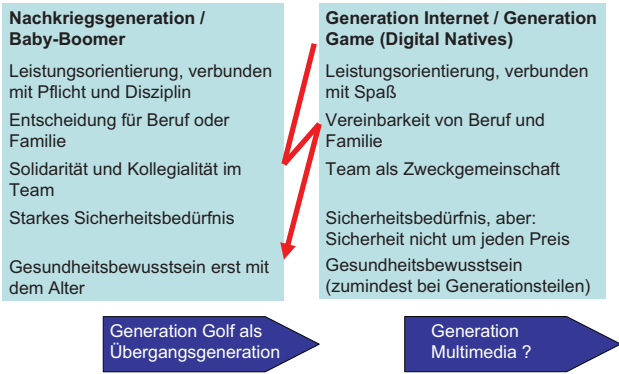 Nachkriegsgeneration /
Baby-Boomer
Leistungsorientierung, verbunden
mit Pflicht und Disziplin
Entscheidung für Beruf oder
Familie
Solidarität und Kollegialität im
Team
Starkes Sicherheitsbedürfnis
Gesundheitsbewusstsein erst mit
dem Alter
Generation Internet / Generation
Game (Digital Natives)
Leistungsorientierung, verbunden
mit Spaß
Vereinbarkeit von Beruf und
Familie
Team als Zweckgemeinschaft
Sicherheitsbedürfnis, aber:
Sicherheit nicht um jeden Preis
Gesundheitsbewusstsein
(zumindest bei Generationsteilen)
Generation Golf als
Übergangsgeneration
Generation
Multimedia ?